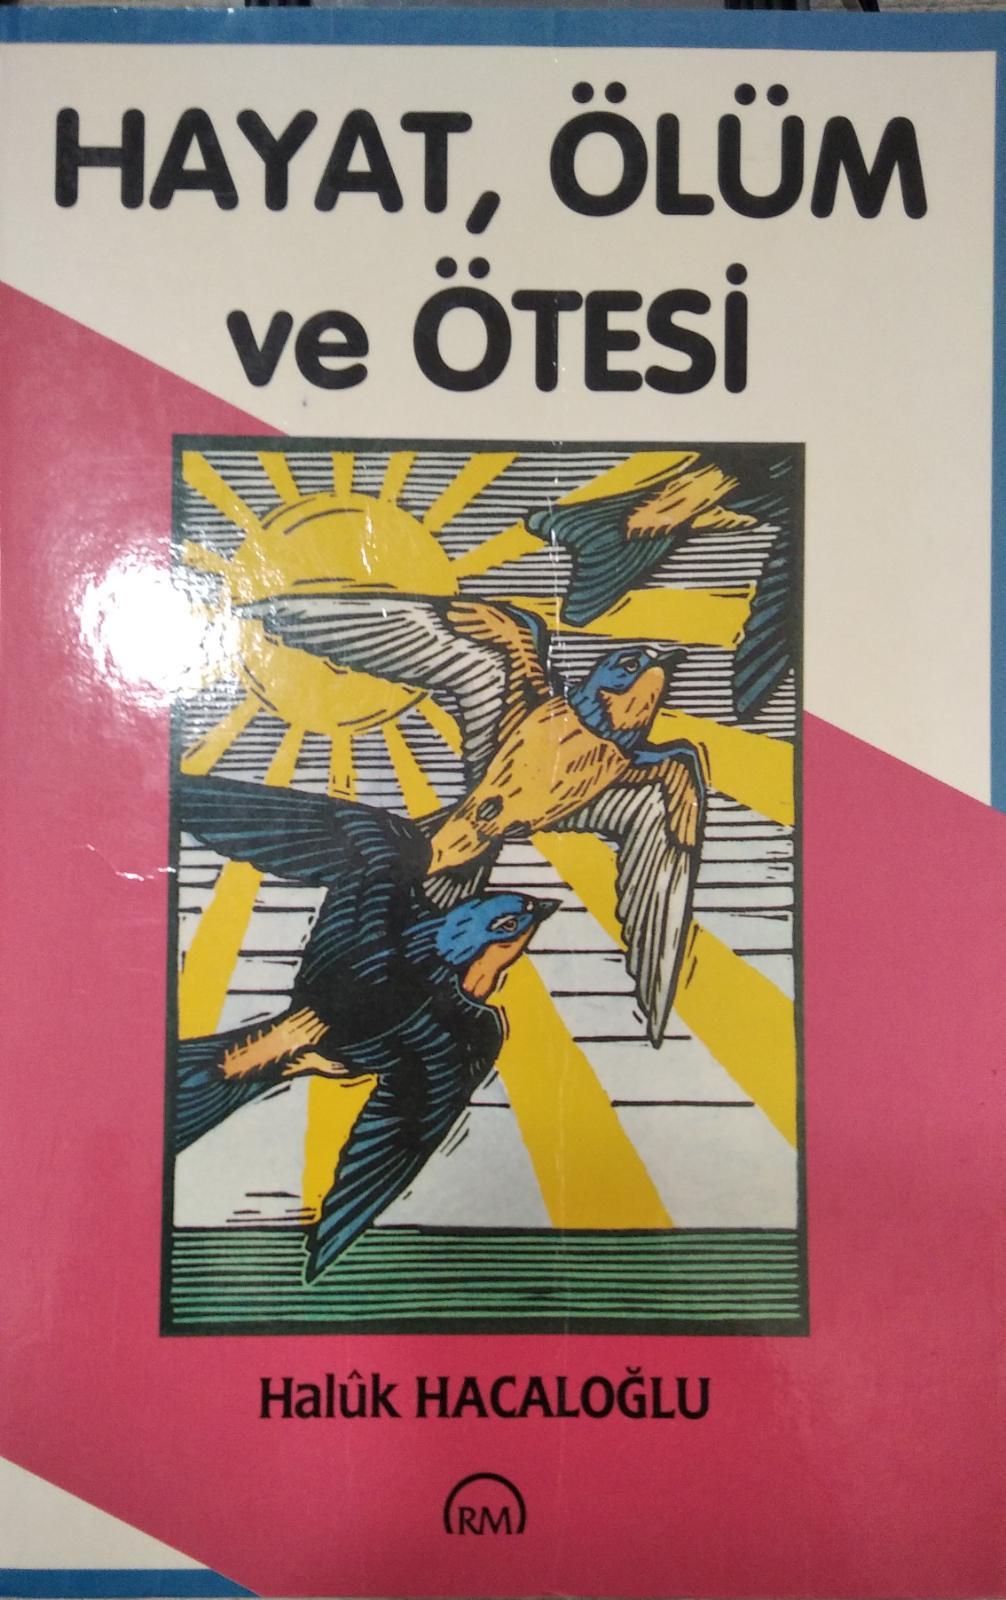 HAYAT, ÖLÜM
ve ÖTESİ
Halûk HACALOĞLU
RM